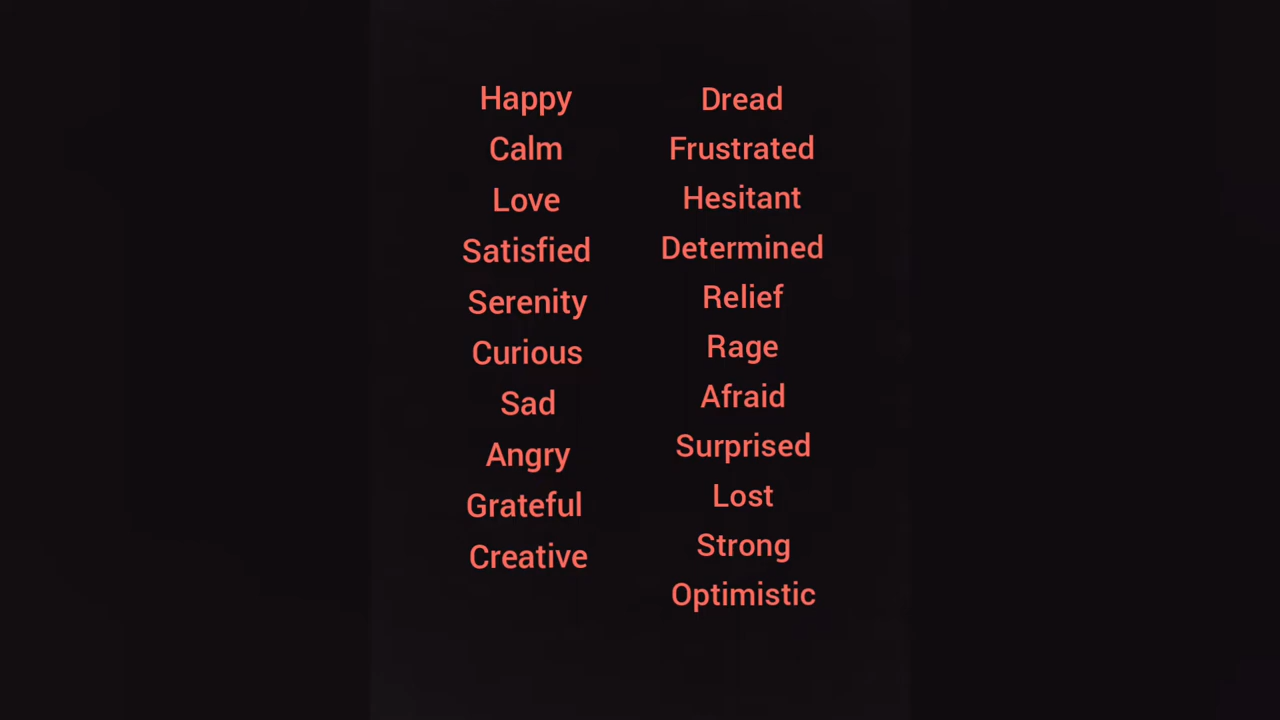 Happy
Calm
Love
Satisfied
Serenity
Curious
Sad
Angry
Grateful
Creative
Dread
Frustrated
Hesitant
Determined
Relief
Rage
Afraid
Surprised
Lost
Strong
Optimistic